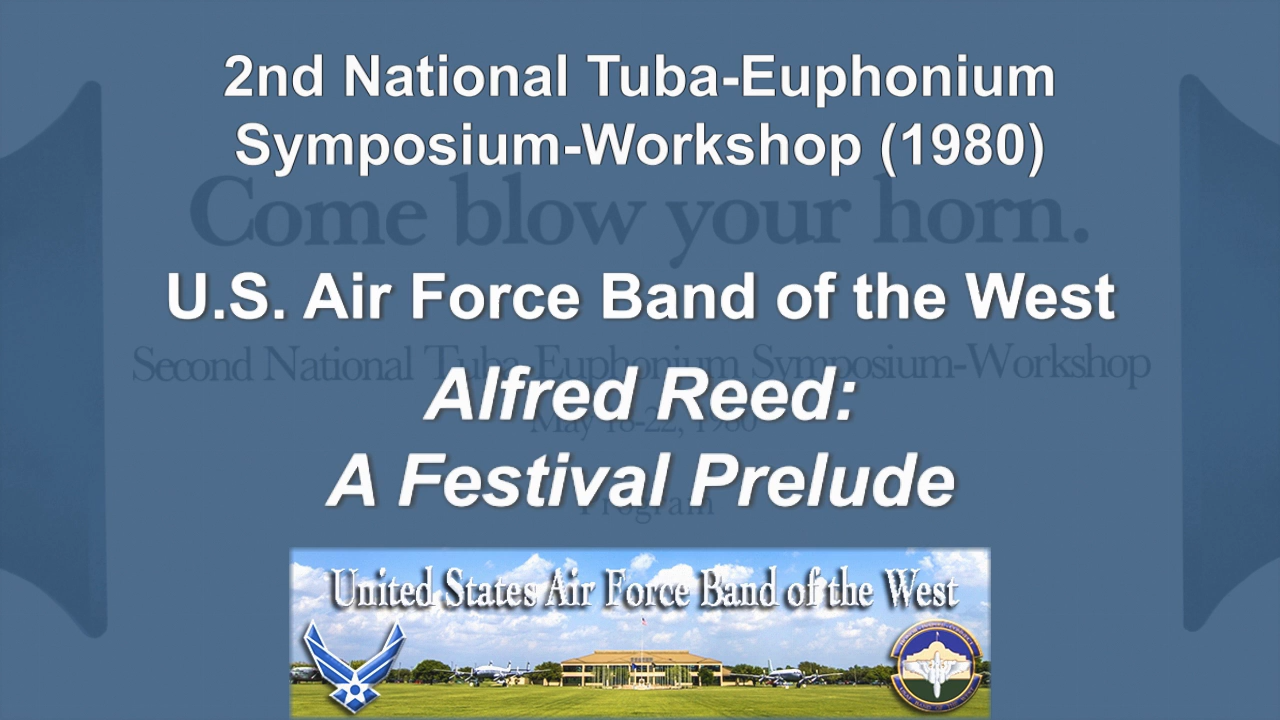 2nd National Tuba-Euphonium
Symposium-Workshop (1980)
Come blow your horn.
U.S. Air Force Band of the West
Second National Tuba-Euphonium Symposium-Workshop
Alfred Reed:
May 18-22, 1980
A Festival Prelude
Program
United States Air Force Band of the West